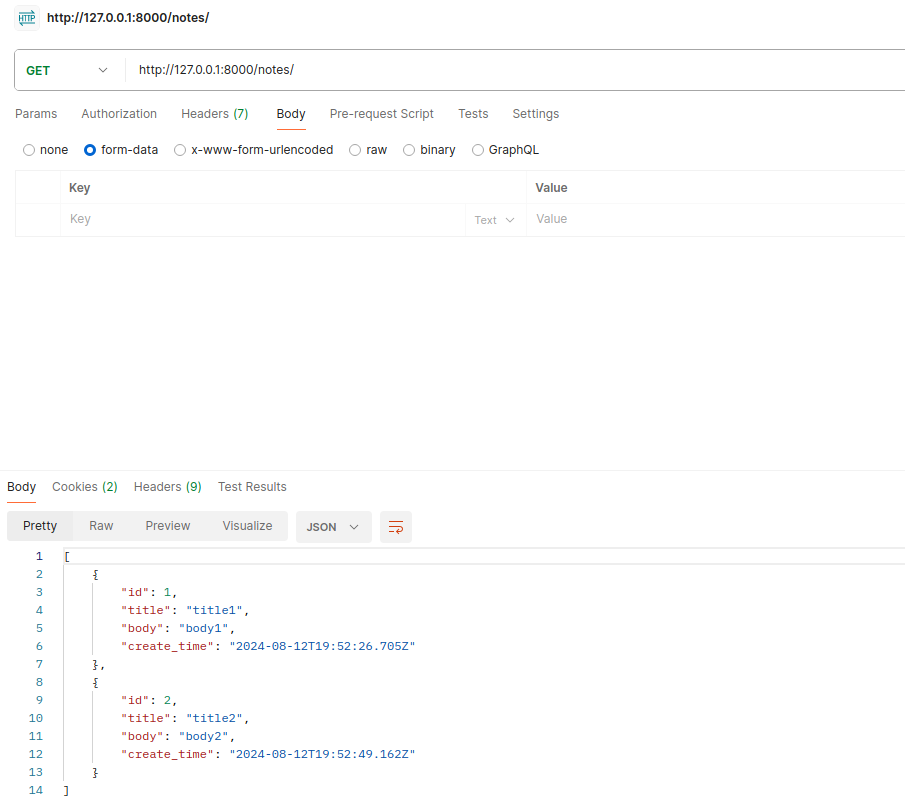 HTTP http://127.0.0.1:8000/notes/
GET http://127.0.0.1:8000/notes/
Params Authorization Headers (7) Body Pre-request Script Tests Settings
none form-data x-www-form-urlencoded raw binary GraphQL
Key Value
Key Text Value
Body Cookies (2) Headers (9) Test Results
Pretty Raw Preview Visualize JSON
1 [
2 {
3 "id": 1,
4 "title": "title1",
5 "body": "body1",
6 "create_time": "2024-08-12T19:52:26.705Z"
7 },
8 {
9 "id": 2,
10 "title": "title2",
11 "body": "body2",
12 "create_time": "2024-08-12T19:52:49.162Z"
13 }
14 ]